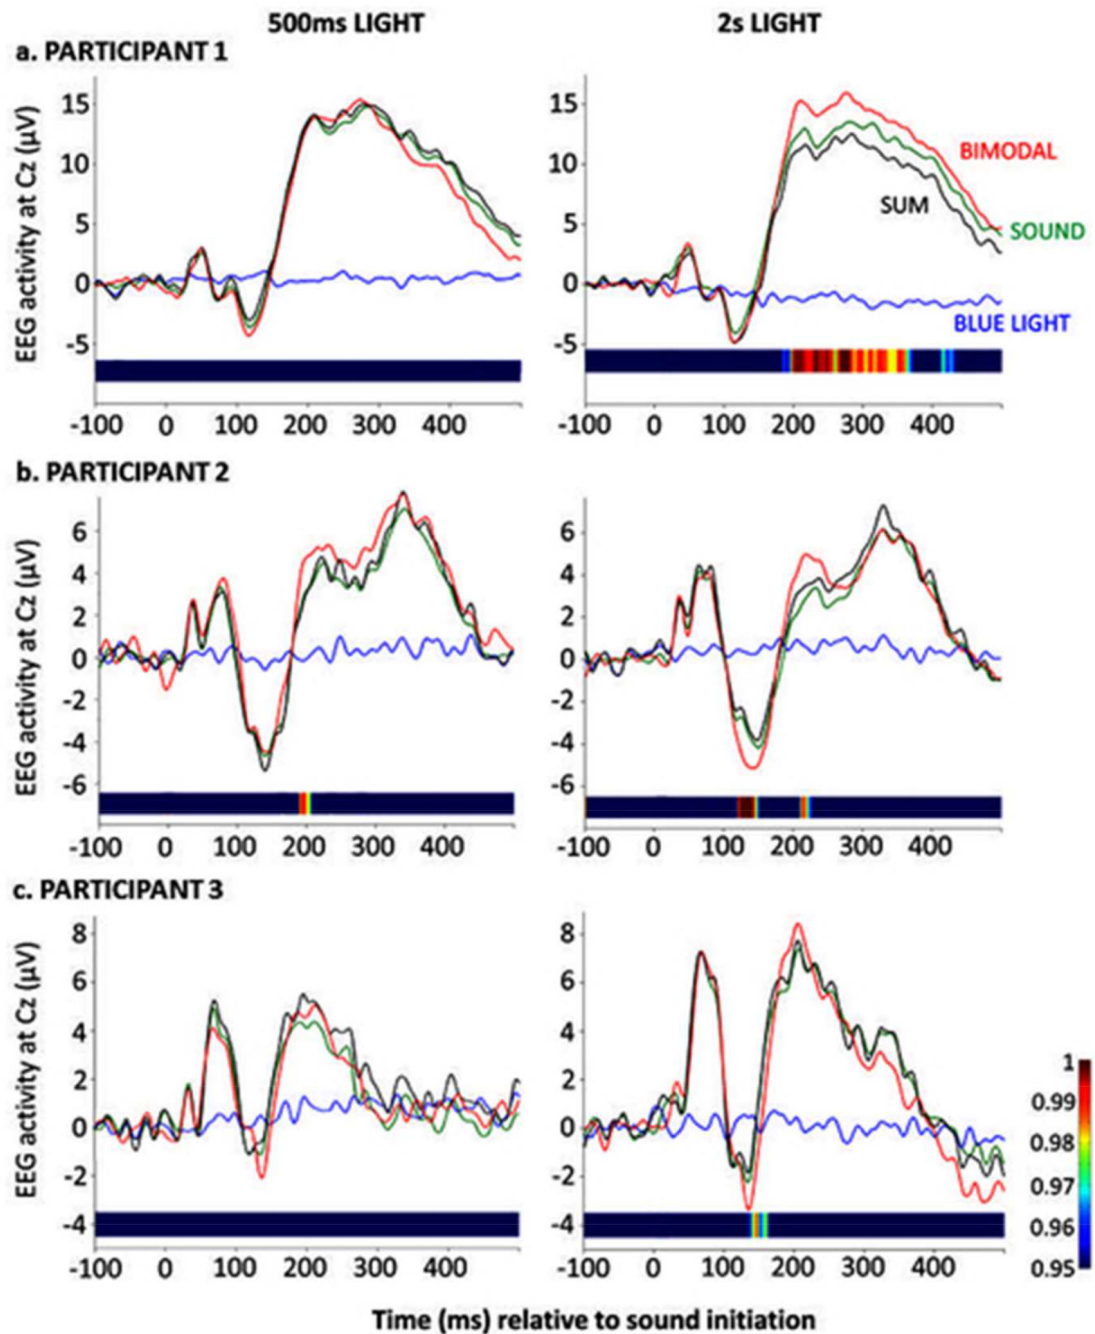 500ms LIGHT 2s LIGHT
a. PARTICIPANT 1
EEG activity at Cz (µV)
15
10
5
0
-5
-100 0 100 200 300 400
15
10
5
0
-5
BIMODAL
SUM
SOUND
BLUE LIGHT
-100 0 100 200 300 400
b. PARTICIPANT 2
EEG activity at Cz (µV)
6
4
2
0
-2
-4
-6
-100 0 100 200 300 400
6
4
2
0
-2
-4
-6
-100 0 100 200 300 400
c. PARTICIPANT 3
EEG activity at Cz (µV)
8
6
4
2
0
-2
-4
-100 0 100 200 300 400
8
6
4
2
0
-2
-4
-100 0 100 200 300 400
1
0.99
0.98
0.97
0.96
0.95
Time (ms) relative to sound initiation